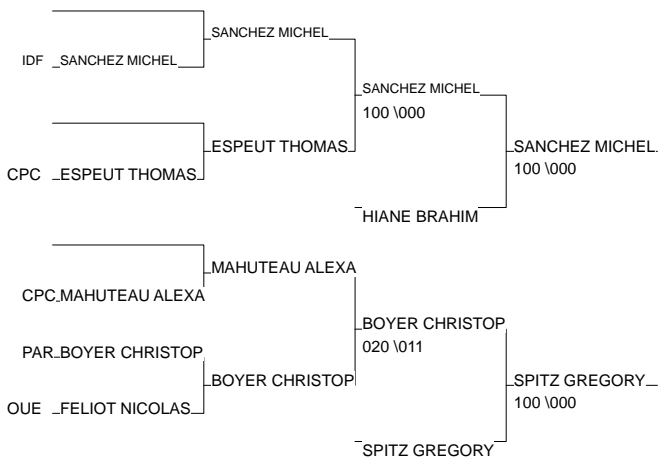 SANCHEZ MICHEL
IDF SANCHEZ MICHEL
SANCHEZ MICHEL
100 \000
ESPEUT THOMAS
SANCHEZ MICHEL
100 \000
CPC ESPEUT THOMAS
HIANE BRAHIM
MAHUTEAU ALEXA
CPC MAHUTEAU ALEXA
BOYER CHRISTOP
020 \011
PAR BOYER CHRISTOP
BOYER CHRISTOP
SPITZ GREGORY
100 \000
OUE FELIOT NICOLAS
SPITZ GREGORY